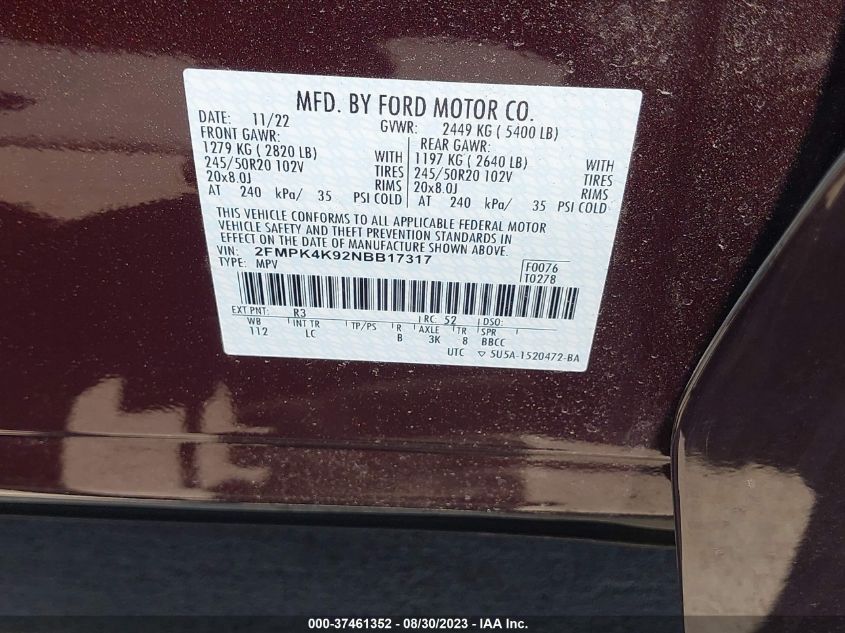 MFD. BY FORD MOTOR CO.
DATE: 11/22 GVWR: 2449 KG ( 5400 LB)
FRONT GAWR: REAR GAWR:
1279 KG ( 2820 LB) WITH 1197 KG ( 2640 LB) WITH
245/50R20 102V TIRES 245/50R20 102V TIRES
20x8.0J RIMS 20x8.0J RIMS
AT 240 kPa/ 35 PSI COLD AT 240 kPa/ 35 PSI COLD
THIS VEHICLE CONFORMS TO ALL APPLICABLE FEDERAL MOTOR
VEHICLE SAFETY AND THEFT PREVENTION STANDARDS IN
EFFECT ON THE DATE OF MANUFACTURE SHOWN ABOVE.
VIN: 2FMPK4K92NBB17317 F0076
TYPE: MPV T0278
EXT PNT: R3 RC: 52 DSO:
WB INT TR TP/PS R AXLE TR SPR
112 LC B 3K 8 BBCC
UTC ▽ 5U5A-1520472-BA
000-37461352 | 08/30/2023 - IAA Inc.